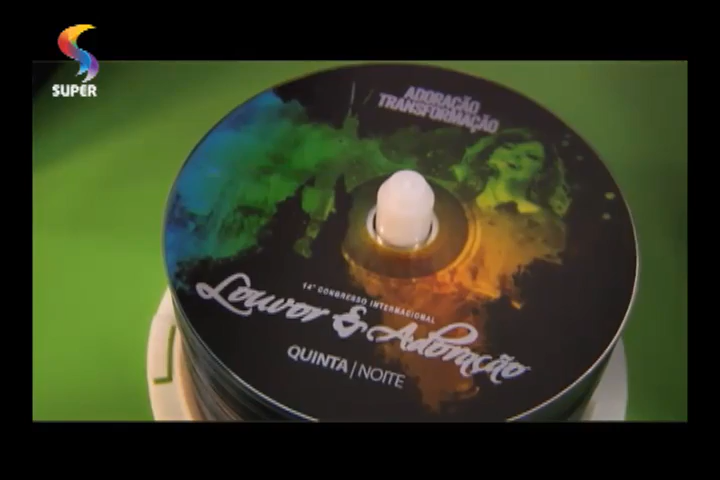 SUPER
ADORAÇÃO
TRANSFORMAÇÃO
14º CONGRESSO INTERNACIONAL
Louvor & Adoração
QUINTA | NOITE